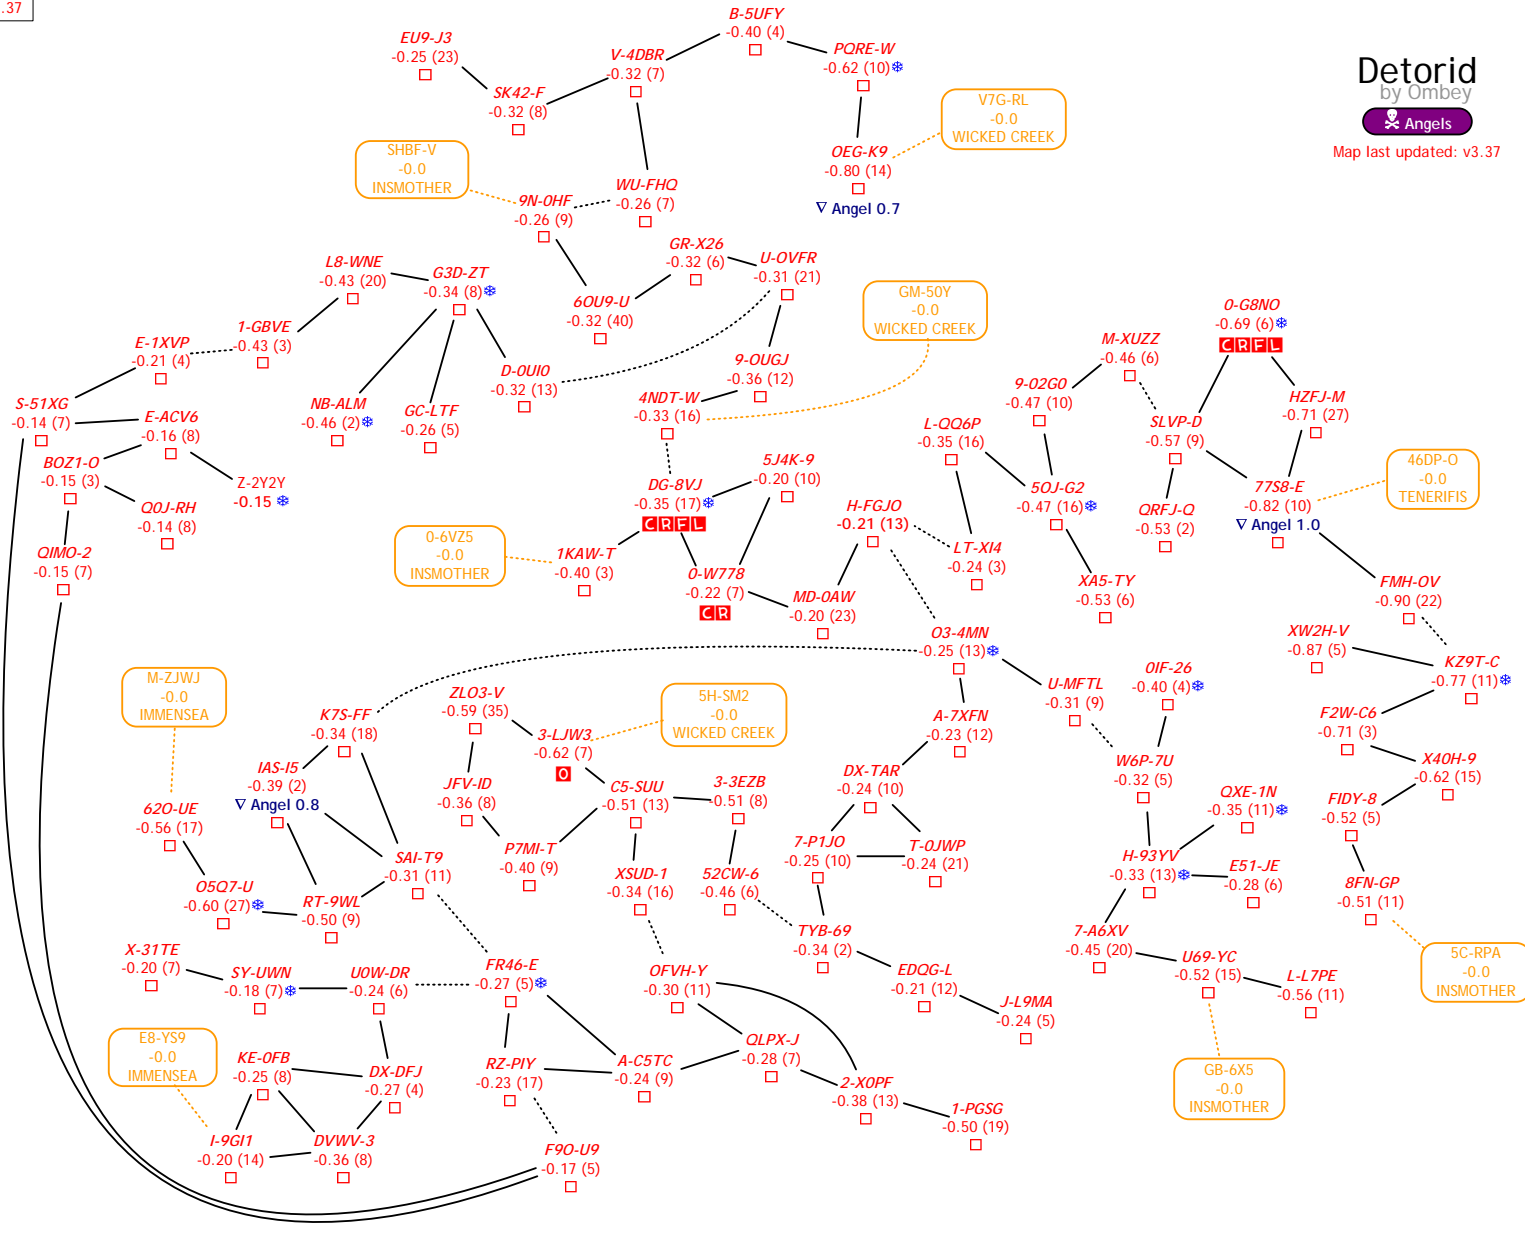 .37
Detorid
by Ombey
Angels
Map last updated: v3.37
B-5UFY
-0.40 (4)
EU9-J3
-0.25 (23)
V-4DBR
-0.32 (7)
PQRE-W
-0.62 (10)
SK42-F
-0.32 (8)
V7G-RL
-0.0
WICKED CREEK
SHBF-V
-0.0
INSMOTHER
OEG-K9
-0.80 (14)
∇ Angel 0.7
WU-FHQ
-0.26 (7)
9N-0HF
-0.26 (9)
GR-X26
-0.32 (6)
U-OVFR
-0.31 (21)
L8-WNE
-0.43 (20)
G3D-ZT
-0.34 (8)
6OU9-U
-0.32 (40)
GM-50Y
-0.0
WICKED CREEK
0-G8NO
-0.69 (6)
C R F L
1-GBVE
-0.43 (3)
E-1XVP
-0.21 (4)
M-XUZZ
-0.46 (6)
9-OUGJ
-0.36 (12)
D-0UI0
-0.32 (13)
9-02G0
-0.47 (10)
HZFJ-M
-0.71 (27)
S-51XG
-0.14 (7)
E-ACV6
-0.16 (8)
NB-ALM
-0.46 (2)
GC-LTF
-0.26 (5)
4NDT-W
-0.33 (16)
L-QQ6P
-0.35 (16)
SLVP-D
-0.57 (9)
BOZ1-O
-0.15 (3)
Z-2Y2Y
-0.15
5J4K-9
-0.20 (10)
46DP-O
-0.0
TENERIFIS
DG-8VJ
-0.35 (17)
C R F L
5OJ-G2
-0.47 (16)
77S8-E
-0.82 (10)
∇ Angel 1.0
Q0J-RH
-0.14 (8)
H-FGJO
-0.21 (13)
QRFJ-Q
-0.53 (2)
QIMO-2
-0.15 (7)
0-6VZ5
-0.0
INSMOTHER
1KAW-T
-0.40 (3)
LT-XI4
-0.24 (3)
0-W778
-0.22 (7)
C R
MD-0AW
-0.20 (23)
XA5-TY
-0.53 (6)
FMH-OV
-0.90 (22)
O3-4MN
-0.25 (13)
XW2H-V
-0.87 (5)
KZ9T-C
-0.77 (11)
M-ZJWJ
-0.0
IMMENSEA
0IF-26
-0.40 (4)
U-MFTL
-0.31 (9)
ZLO3-V
-0.59 (35)
5H-SM2
-0.0
WICKED CREEK
K7S-FF
-0.34 (18)
A-7XFN
-0.23 (12)
F2W-C6
-0.71 (3)
3-LJW3
-0.62 (7)
O
IAS-I5
-0.39 (2)
∇ Angel 0.8
DX-TAR
-0.24 (10)
W6P-7U
-0.32 (5)
X40H-9
-0.62 (15)
JFV-ID
-0.36 (8)
C5-SUU
-0.51 (13)
3-3EZB
-0.51 (8)
QXE-1N
-0.35 (11)
FIDY-8
-0.52 (5)
62O-UE
-0.56 (17)
7-P1JO
-0.25 (10)
T-0JWP
-0.24 (21)
P7MI-T
-0.40 (9)
SAI-T9
-0.31 (11)
H-93YV
-0.33 (13)
E51-JE
-0.28 (6)
XSUD-1
-0.34 (16)
52CW-6
-0.46 (6)
O5Q7-U
-0.60 (27)
RT-9WL
-0.50 (9)
8FN-GP
-0.51 (11)
TYB-69
-0.34 (2)
7-A6XV
-0.45 (20)
X-31TE
-0.20 (7)
SY-UWN
-0.18 (7)
U0W-DR
-0.24 (6)
FR46-E
-0.27 (5)
OFVH-Y
-0.30 (11)
EDQG-L
-0.21 (12)
U69-YC
-0.52 (15)
L-L7PE
-0.56 (11)
5C-RPA
-0.0
INSMOTHER
J-L9MA
-0.24 (5)
E8-YS9
-0.0
IMMENSEA
KE-0FB
-0.25 (8)
DX-DFJ
-0.27 (4)
RZ-PIY
-0.23 (17)
A-C5TC
-0.24 (9)
QLPX-J
-0.28 (7)
2-X0PF
-0.38 (13)
GB-6X5
-0.0
INSMOTHER
1-PGSG
-0.50 (19)
I-9GI1
-0.20 (14)
DVWV-3
-0.36 (8)
F9O-U9
-0.17 (5)